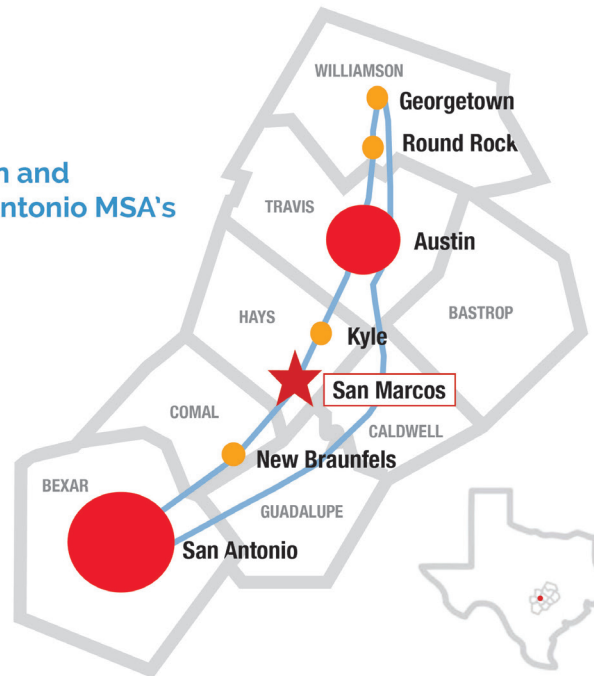 WILLIAMSON
Georgetown
Round Rock
and
MSA's
TRAVIS
Austin
HAYS
BASTROP
Kyle
San Marcos
COMAL
CALDWELL
New Braunfels
BEXAR
GUADALUPE
San Antonio